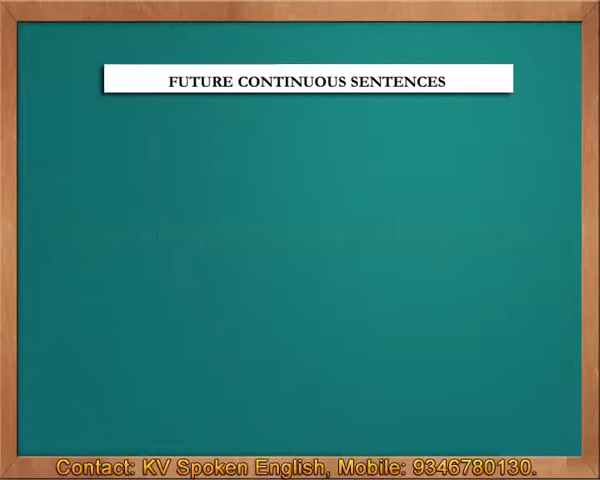 FUTURE CONTINUOUS SENTENCES
Contact: KV Spoken English, Mobile: 9346780130.